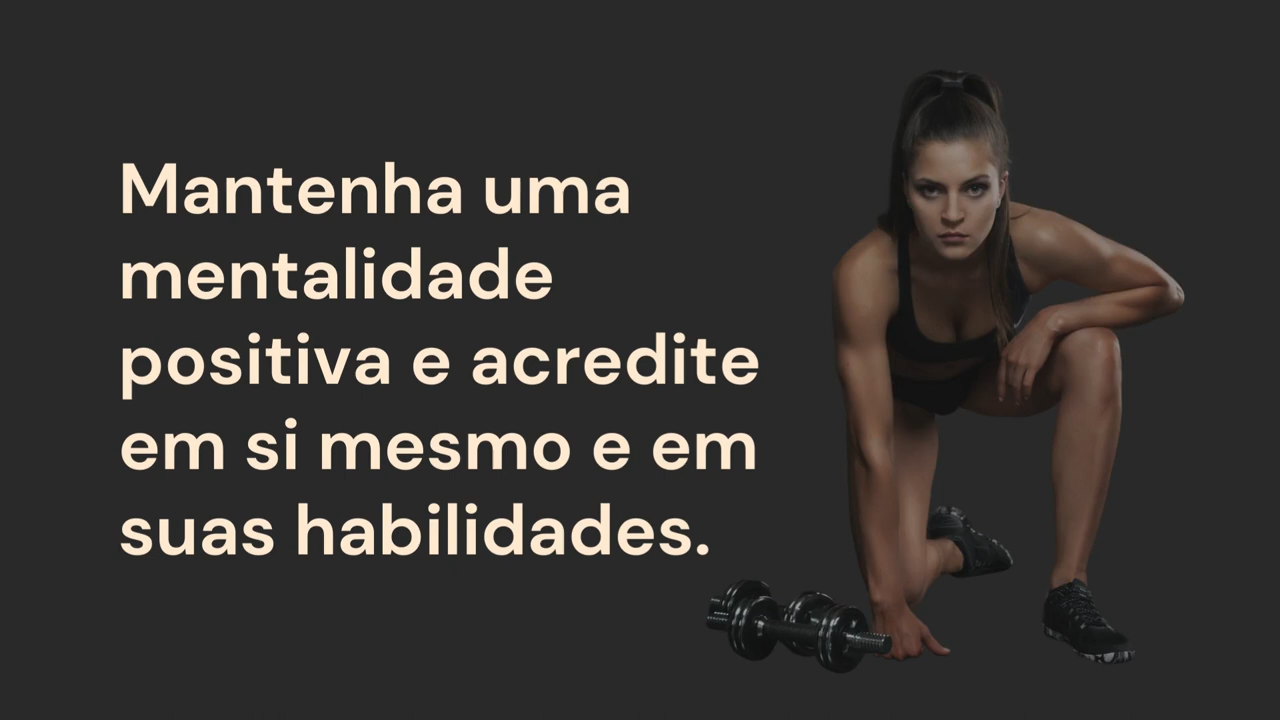 Mantenha uma
mentalidade
positiva e acredite
em si mesmo e em
suas habilidades.